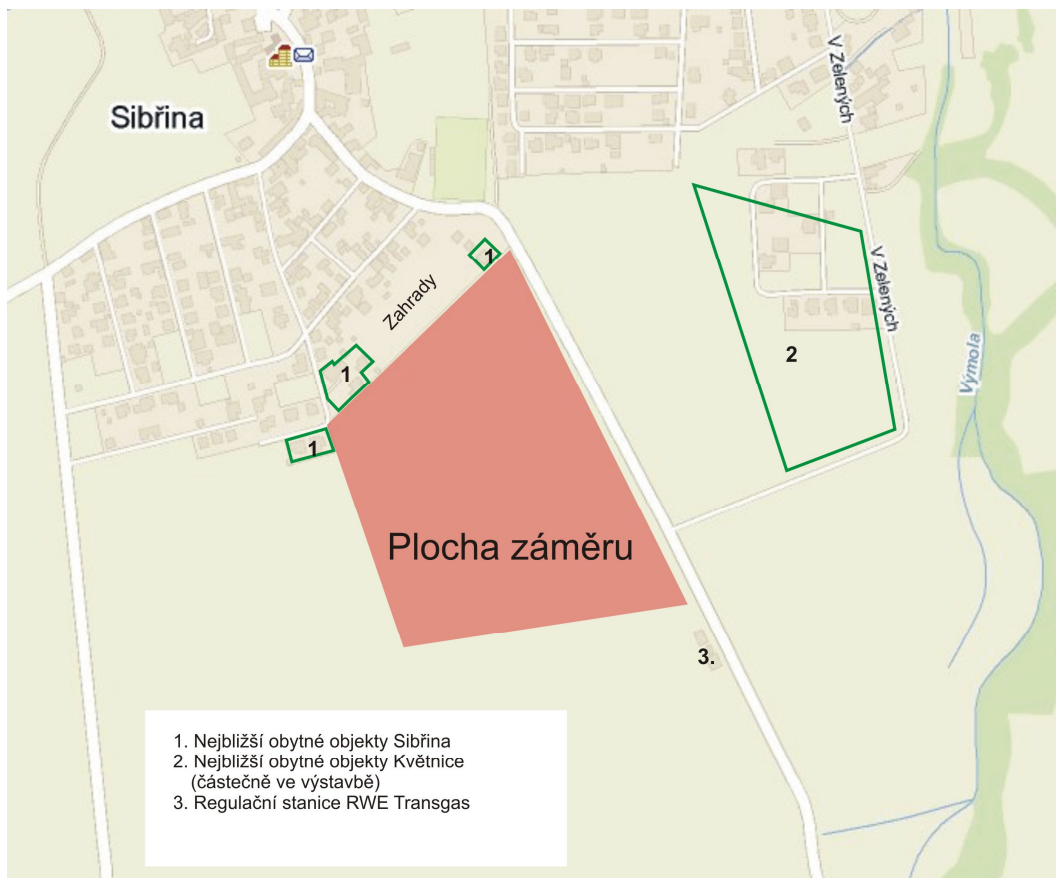 V Zelených
Sibřina
1
Zahrady
V Zelených
2
1
Výmola
1
Plocha záměru
3.
1. Nejbližší obytné objekty Sibřina
2. Nejbližší obytné objekty Květnice
(částečně ve výstavbě)
3. Regulační stanice RWE Transgas